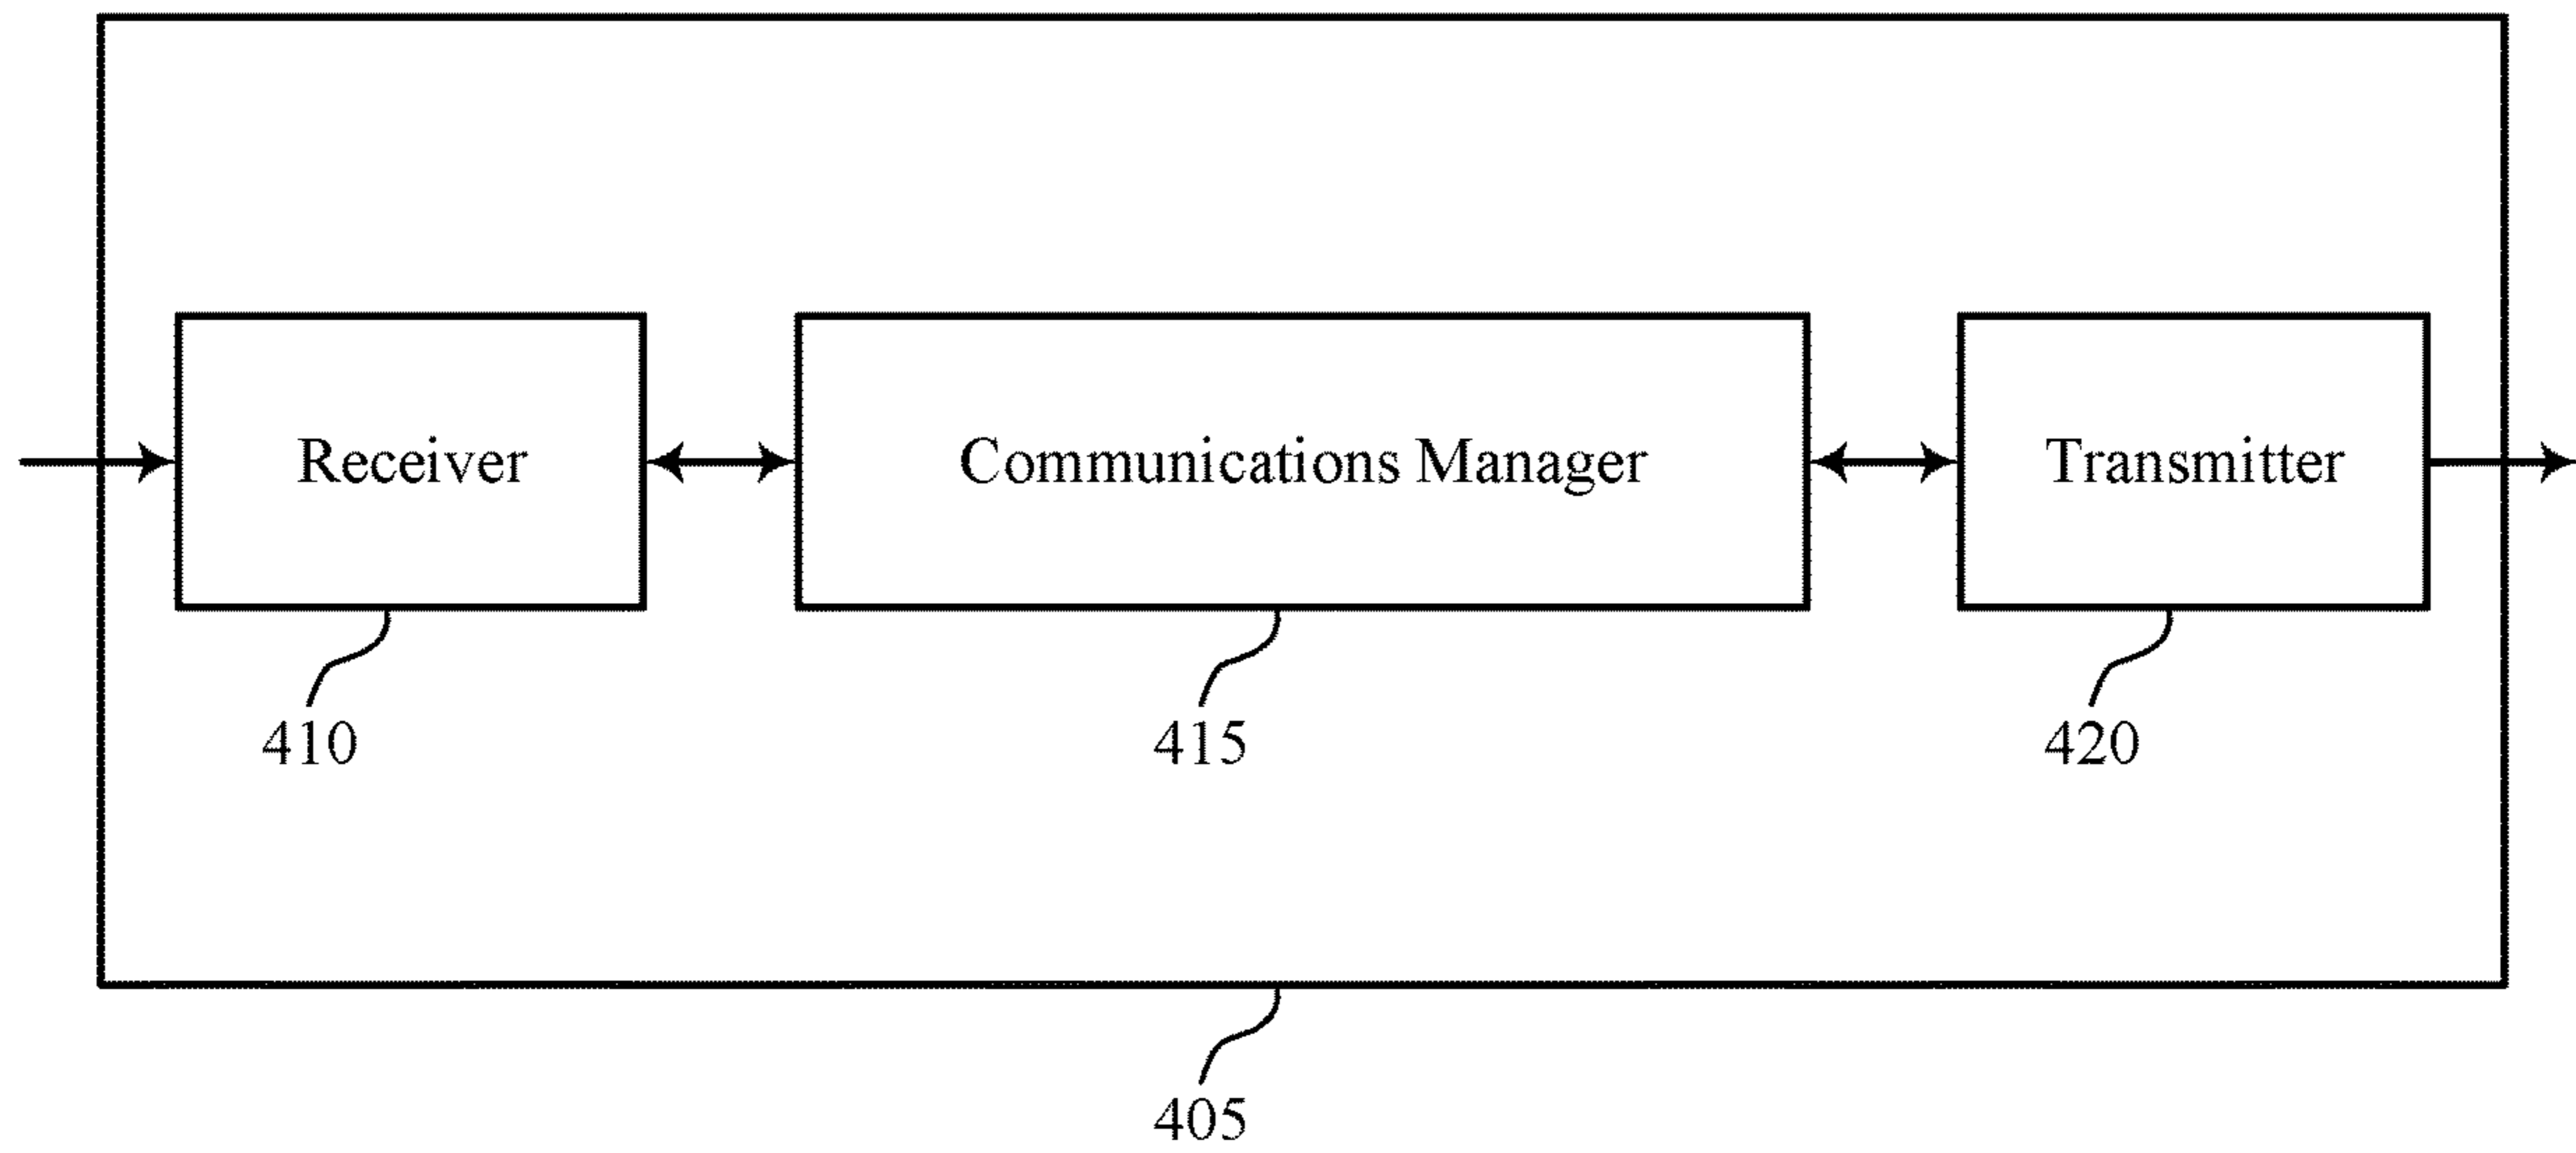 Receiver
Communications Manager
Transmitter
410
415
420
405